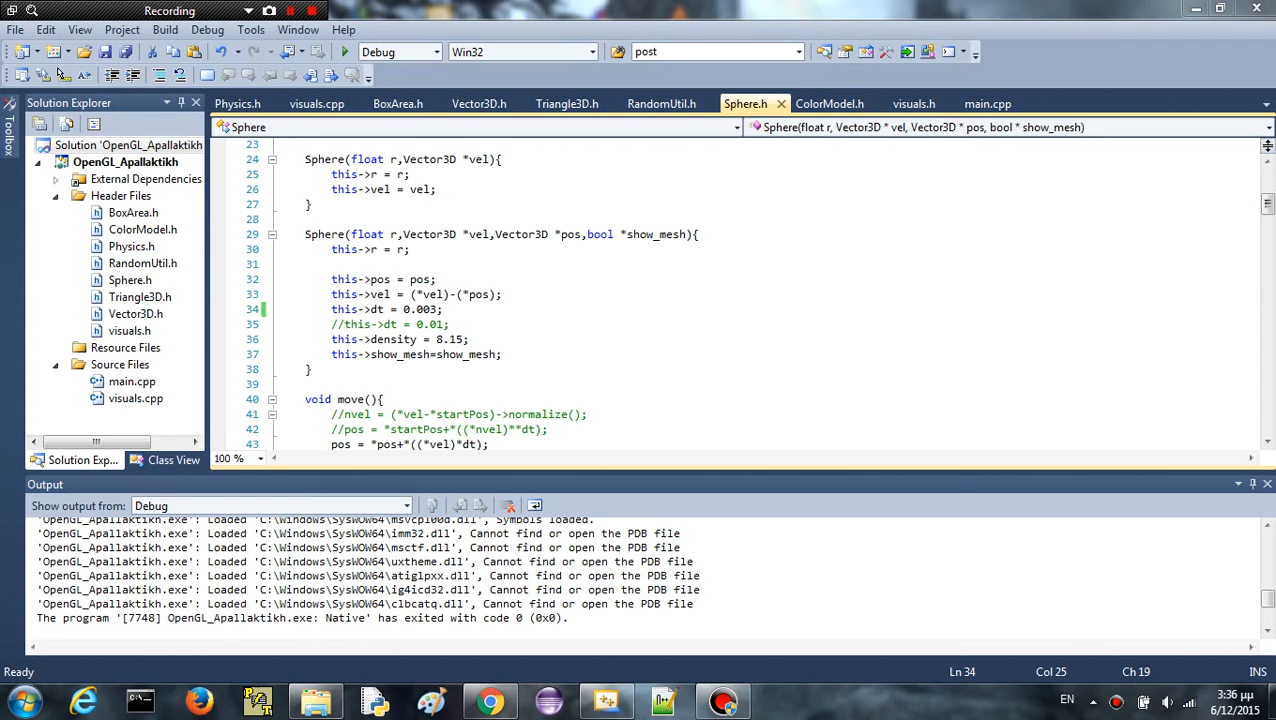 Recording
File Edit View Project Build Debug Tools Window Help
Debug Win32 post
Solution Explorer
Physics.h visuals.cpp BoxArea.h Vector3D.h Triangle3D.h RandomUtil.h Sphere.h ColorModel.h visuals.h main.cpp
Toolbox
Sphere Sphere(float r, Vector3D * vel, Vector3D * pos, bool * show_mesh)
Solution 'OpenGL_Apallaktikh
OpenGL_Apallaktikh
External Dependencies
Header Files
BoxArea.h
ColorModel.h
Physics.h
RandomUtil.h
Sphere.h
Triangle3D.h
Vector3D.h
visuals.h
Resource Files
Source Files
main.cpp
visuals.cpp
Solution Exp... Class View
23
24 Sphere(float r,Vector3D *vel){
25 this->r = r;
26 this->vel = vel;
27 }
28
29 Sphere(float r,Vector3D *vel,Vector3D *pos,bool *show_mesh){
30 this->r = r;
31
32 this->pos = pos;
33 this->vel = (*vel)-(*pos);
34 this->dt = 0.003;
35 //this->dt = 0.01;
36 this->density = 8.15;
37 this->show_mesh=show_mesh;
38 }
39
40 void move(){
41 //nvel = (*vel-*startPos)->normalize();
42 //pos = *startPos+*((*nvel)**dt);
43 pos = *pos+*((*vel)*dt);
100 %
Output
Show output from: Debug
'OpenGL_Apallaktikh.exe': Loaded 'C:\Windows\SysWOW64\msvcp100d.dll', Symbols loaded.
'OpenGL_Apallaktikh.exe': Loaded 'C:\Windows\SysWOW64\imm32.dll', Cannot find or open the PDB file
'OpenGL_Apallaktikh.exe': Loaded 'C:\Windows\SysWOW64\msctf.dll', Cannot find or open the PDB file
'OpenGL_Apallaktikh.exe': Loaded 'C:\Windows\SysWOW64\uxtheme.dll', Cannot find or open the PDB file
'OpenGL_Apallaktikh.exe': Loaded 'C:\Windows\SysWOW64\atiglpxx.dll', Cannot find or open the PDB file
'OpenGL_Apallaktikh.exe': Loaded 'C:\Windows\SysWOW64\ig4icd32.dll', Cannot find or open the PDB file
'OpenGL_Apallaktikh.exe': Loaded 'C:\Windows\SysWOW64\clbcatq.dll', Cannot find or open the PDB file
The program '[7748] OpenGL_Apallaktikh.exe: Native' has exited with code 0 (0x0).
Ready Ln 34 Col 25 Ch 19 INS
EN 3:36 μμ
6/12/2015